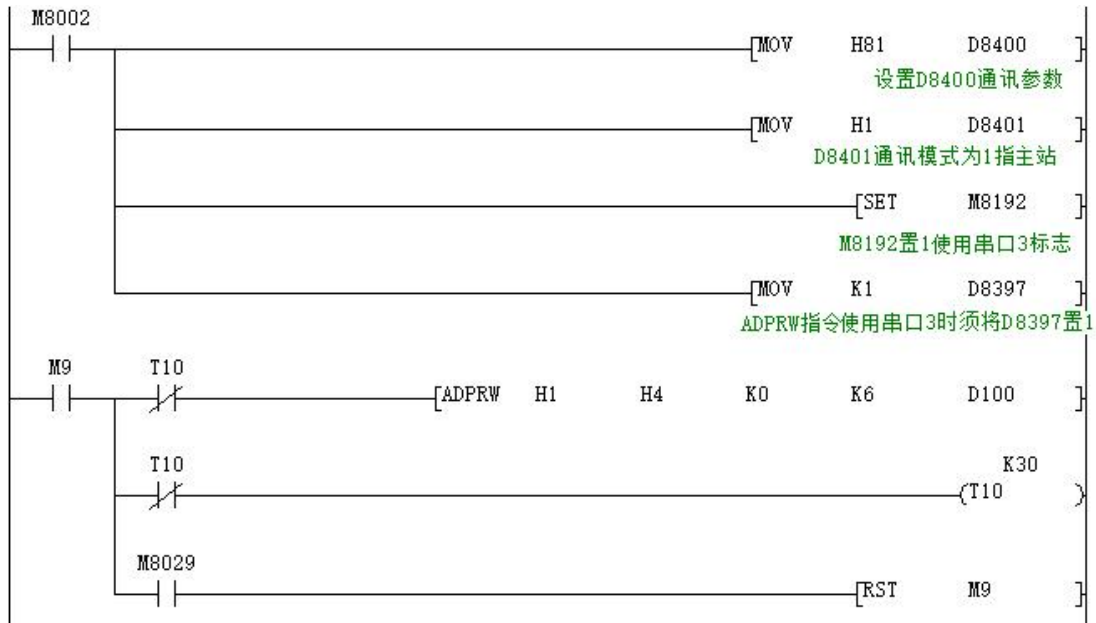 M8002
[MOV H81 D8400 ]
设置D8400通讯参数
[MOV H1 D8401 ]
D8401通讯模式为1指主站
[SET M8192 ]
M8192置1使用串口3标志
[MOV K1 D8397 ]
ADPRW指令使用串口3时须将D8397置1
M9 T10
[ADPRW H1 H4 K0 K6 D100 ]
T10 K30
(T10 )
M8029
[RST M9 ]